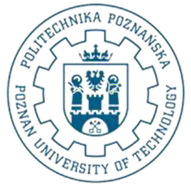 POLITECHNIKA POZNAŃSKA
POZNAN UNIVERSITY OF TECHNOLOGY